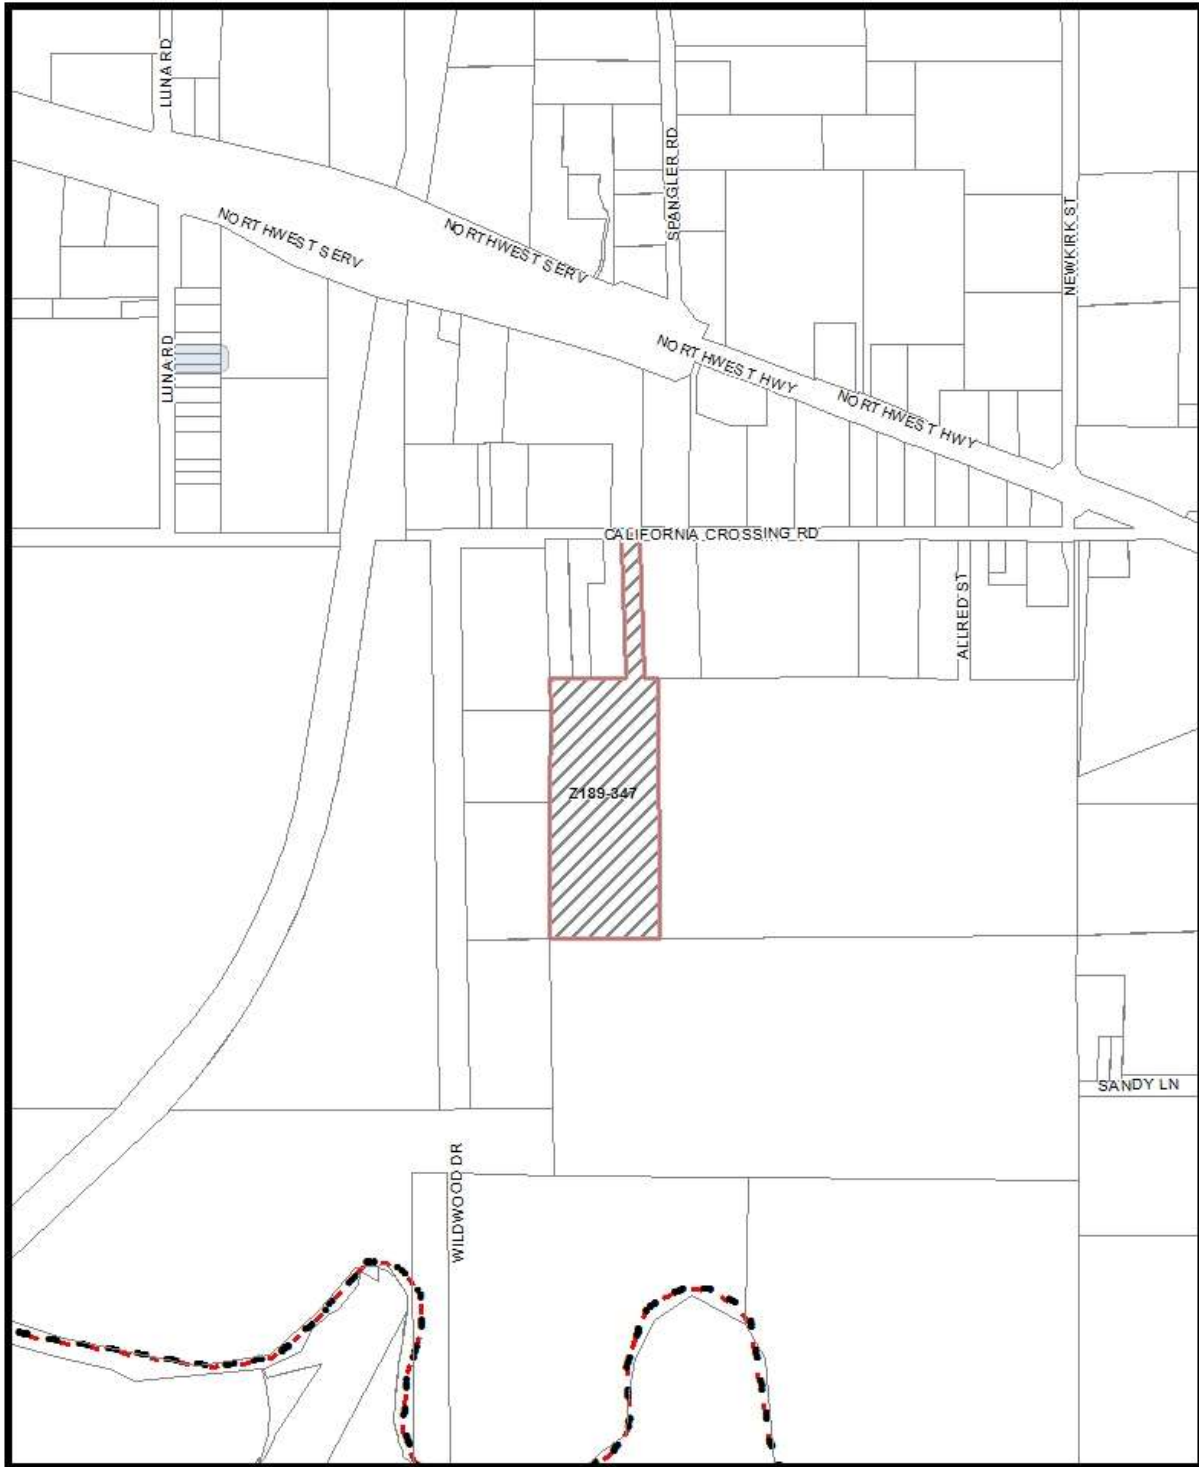 LUNA RD
SPANGLER RD
NEWKIRK ST
NORTHWEST SERV
NORTHWEST SERV
LUNA RD
NORTHWEST HWY
NORTHWEST HWY
CALIFORNIA CROSSING RD
ALLRED ST
Z189-347
SANDY LN
WILDWOOD DR